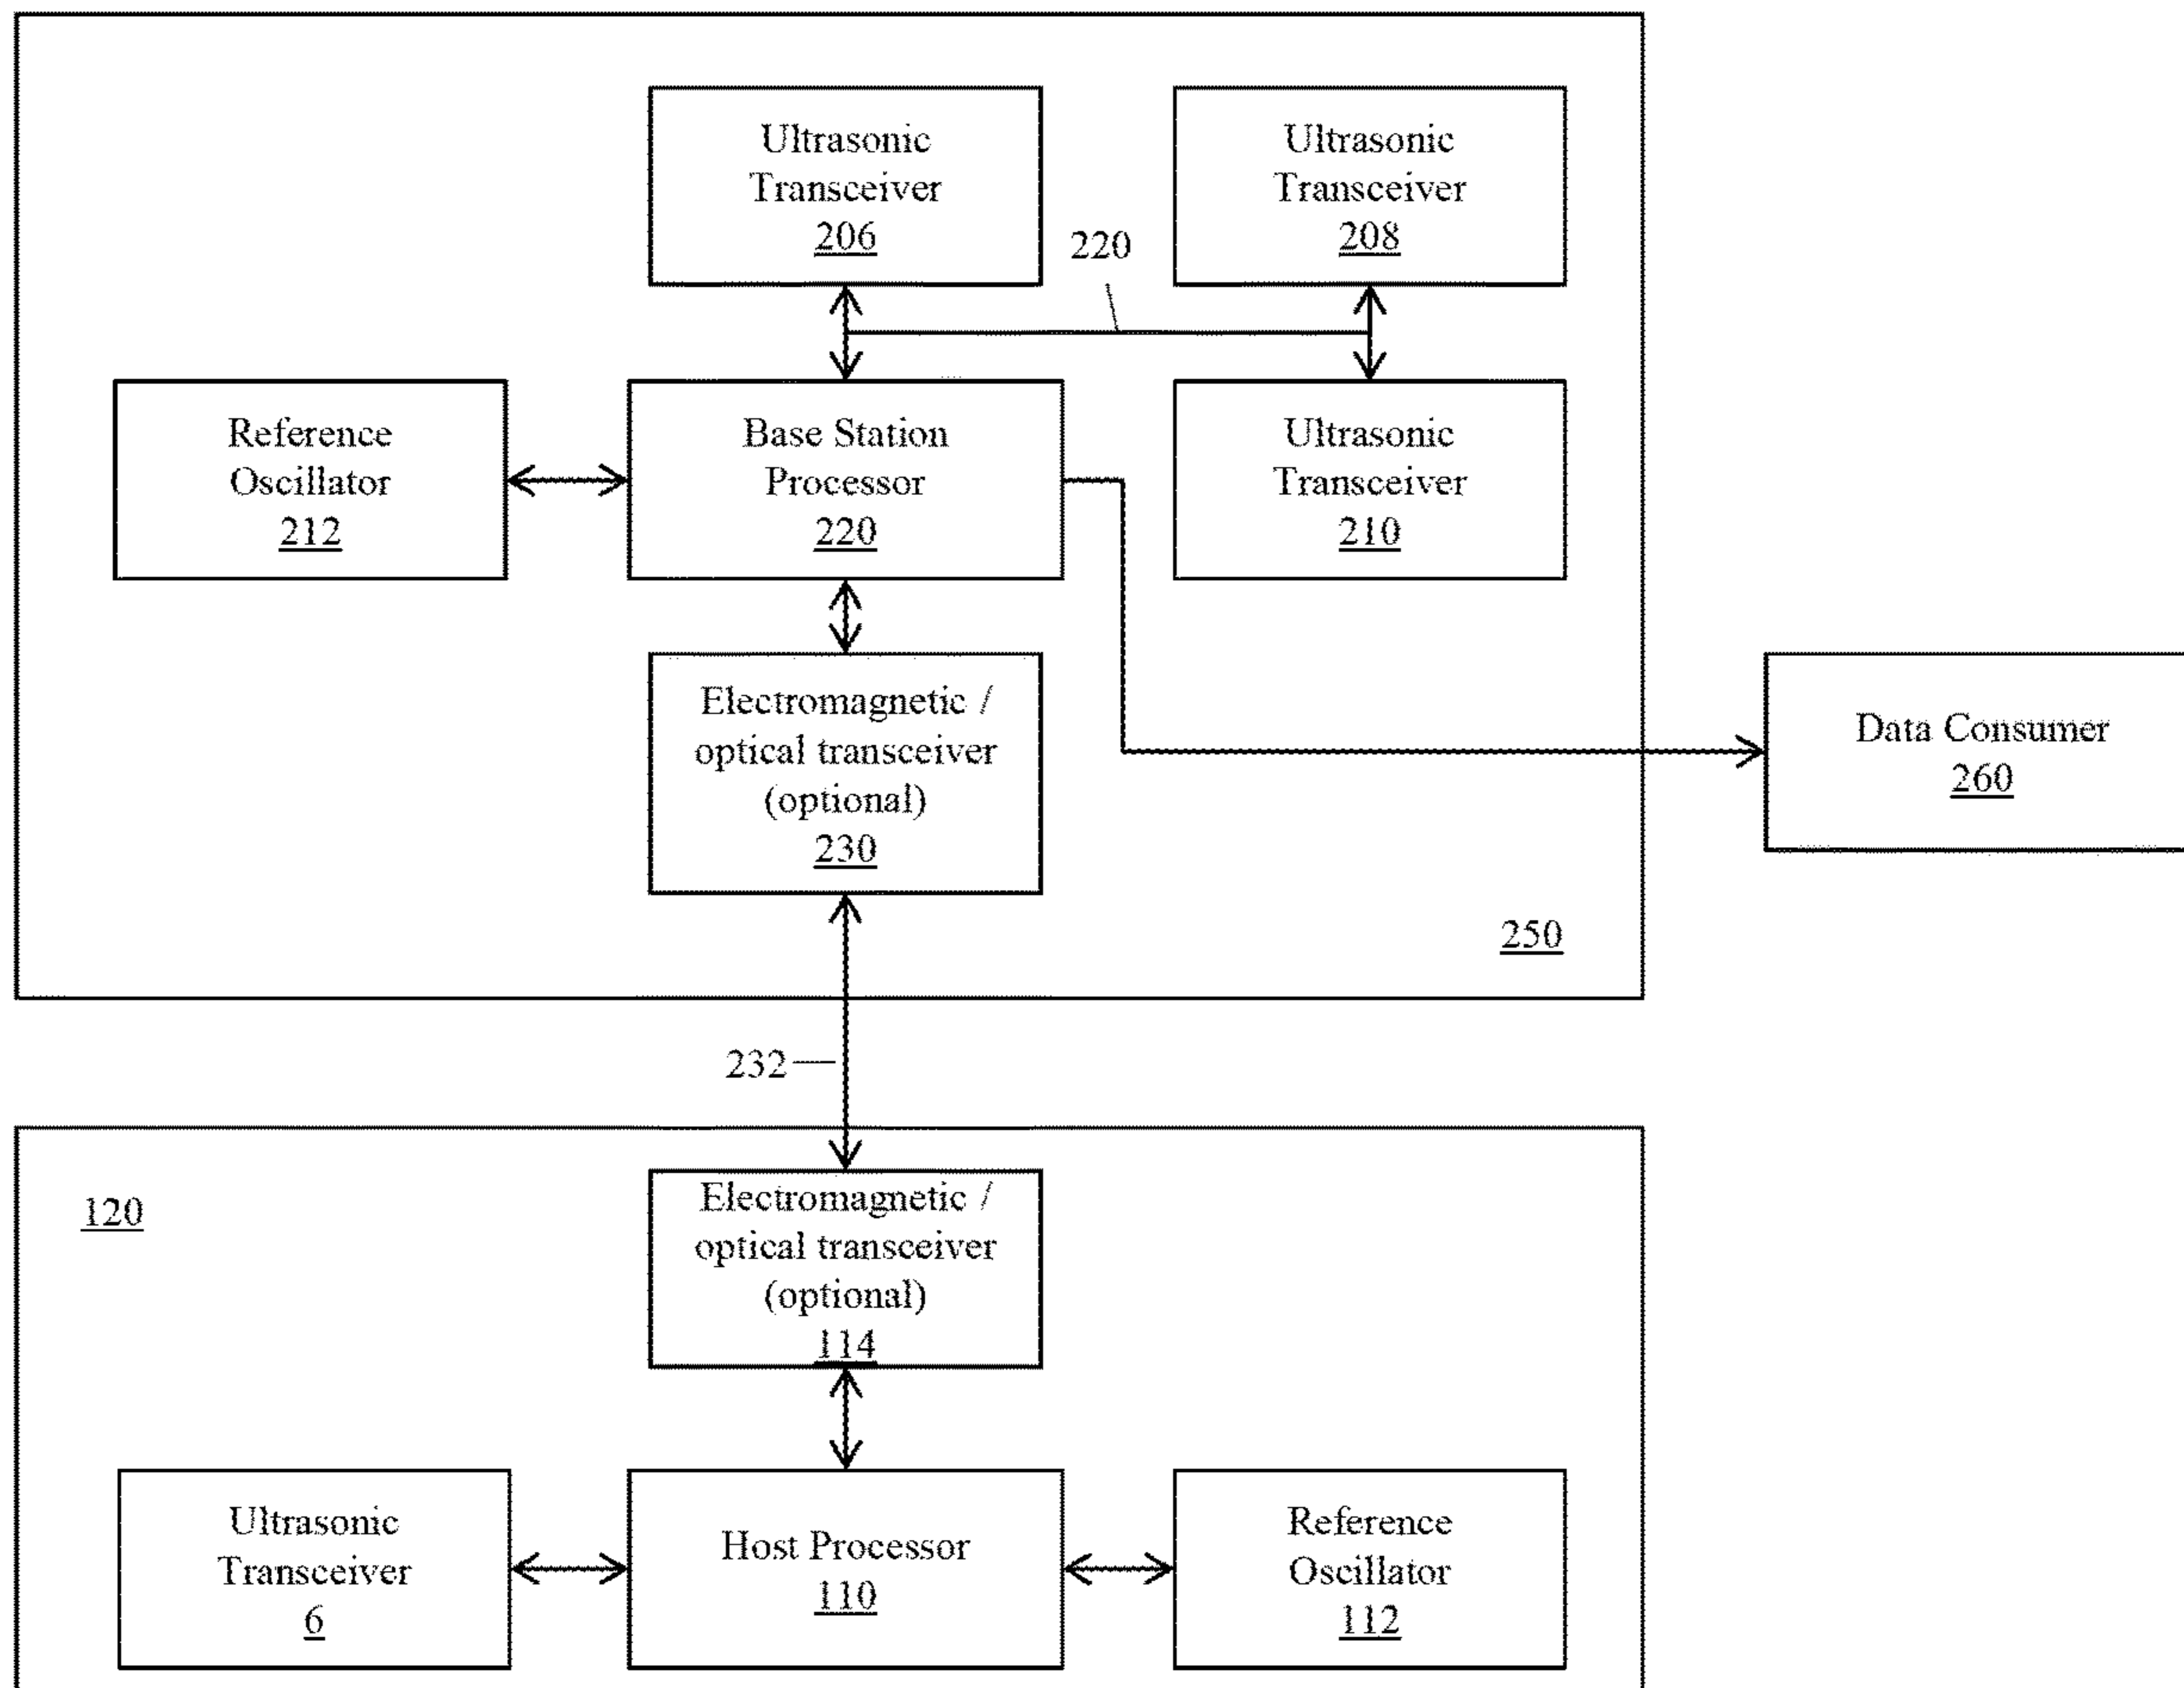 Ultrasonic
Transceiver
206
Ultrasonic
Transceiver
208
220
Reference
Oscillator
212
Base Station
Processor
220
Ultrasonic
Transceiver
210
Electromagnetic /
optical transceiver
(optional)
230
Data Consumer
260
250
232
120
Electromagnetic /
optical transceiver
(optional)
114
Ultrasonic
Transceiver
6
Host Processor
110
Reference
Oscillator
112